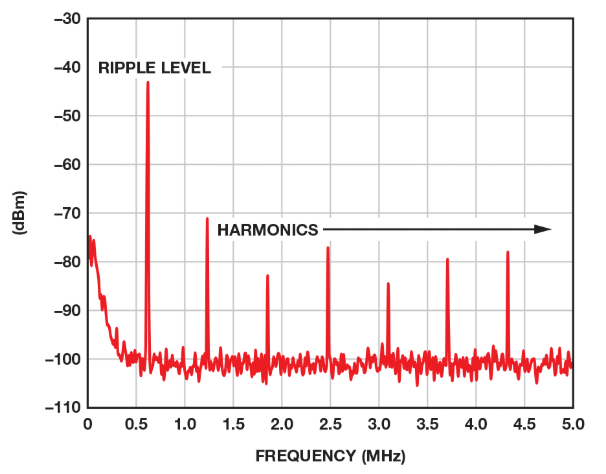 –30
–40
RIPPLE LEVEL
–50
–60
–70
HARMONICS
(dBm)
–80
–90
–100
–110
0 0.5 1.0 1.5 2.0 2.5 3.0 3.5 4.0 4.5 5.0
FREQUENCY (MHz)